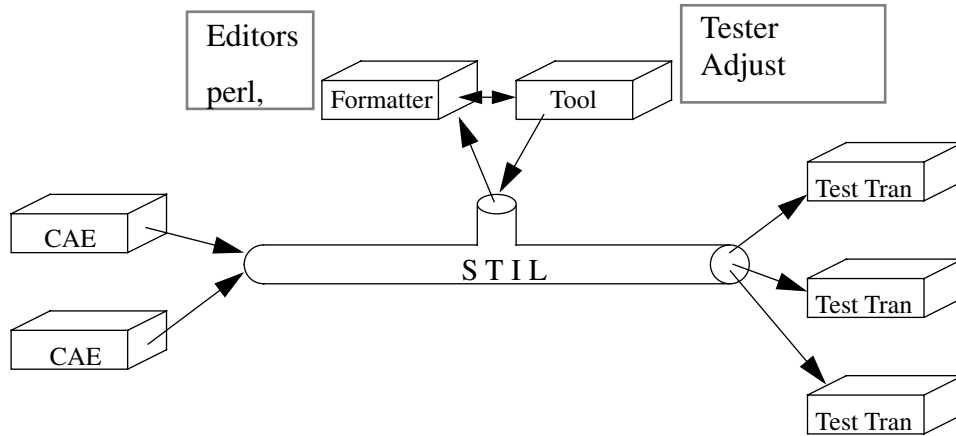 Editors
perl,
Tester
Adjust
Formatter
Tool
Test Tran
CAE
S T I L
Test Tran
CAE
Test Tran